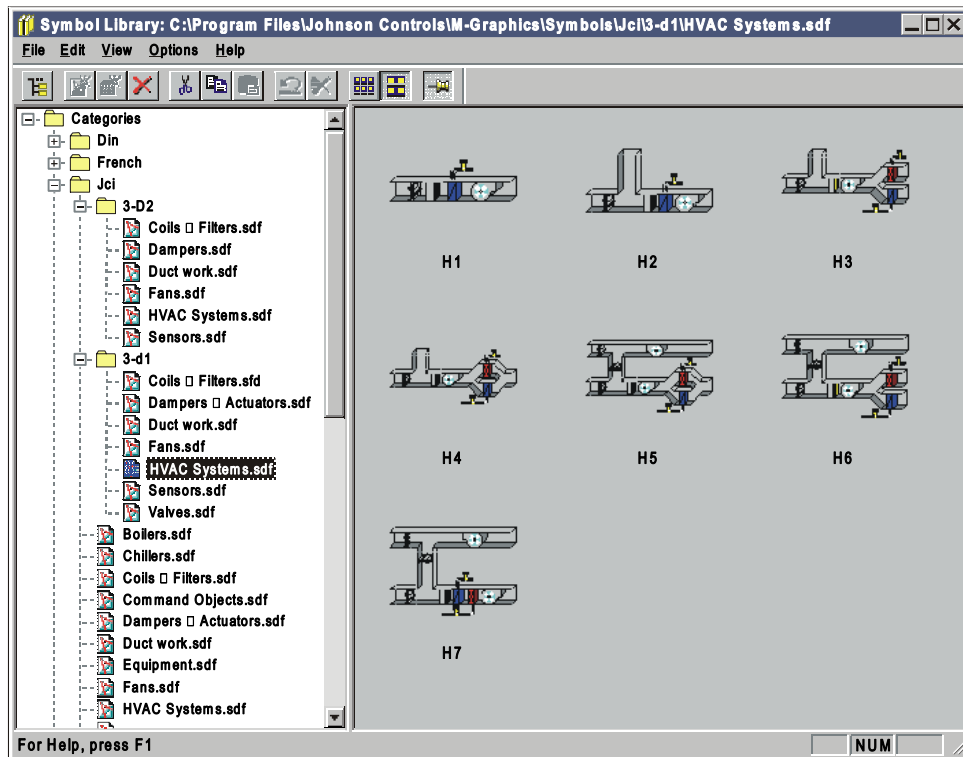 Symbol Library: C:\Program Files\Johnson Controls\M-Graphics\Symbols\Jci\3-d1\HVAC Systems.sdf
File Edit View Options Help
Categories
Din
French
Jci
3-D2
Coils □ Filters.sdf
Dampers.sdf
Duct work.sdf
Fans.sdf
HVAC Systems.sdf
Sensors.sdf
3-d1
Coils □ Filters.sfd
Dampers □ Actuators.sdf
Duct work.sdf
Fans.sdf
HVAC Systems.sdf
Sensors.sdf
Valves.sdf
Boilers.sdf
Chillers.sdf
Coils □ Filters.sdf
Command Objects.sdf
Dampers □ Actuators.sdf
Duct work.sdf
Equipment.sdf
Fans.sdf
HVAC Systems.sdf
H1 H2 H3
H4 H5 H6
H7
For Help, press F1 NUM